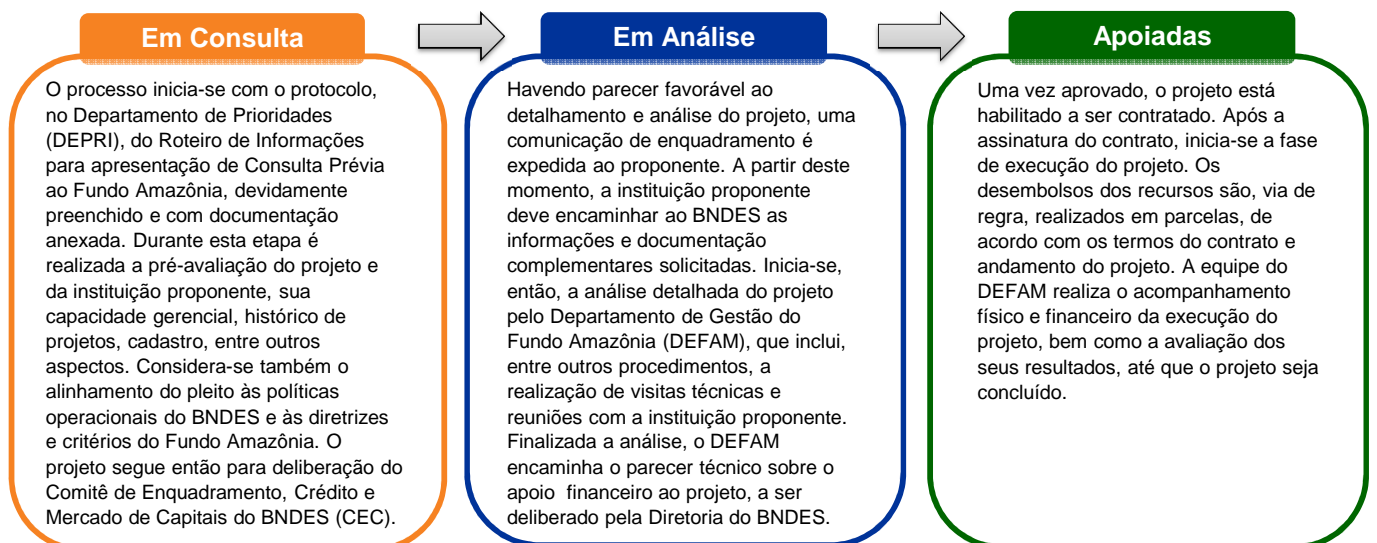 Em Consulta
O processo inicia-se com o protocolo,
no Departamento de Prioridades
(DEPRI), do Roteiro de Informações
para apresentação de Consulta Prévia
ao Fundo Amazônia, devidamente
preenchido e com documentação
anexada. Durante esta etapa é
realizada a pré-avaliação do projeto e
da instituição proponente, sua
capacidade gerencial, histórico de
projetos, cadastro, entre outros
aspectos. Considera-se também o
alinhamento do pleito às políticas
operacionais do BNDES e às diretrizes
e critérios do Fundo Amazônia. O
projeto segue então para deliberação do
Comitê de Enquadramento, Crédito e
Mercado de Capitais do BNDES (CEC).
Em Análise
Havendo parecer favorável ao
detalhamento e análise do projeto, uma
comunicação de enquadramento é
expedida ao proponente. A partir deste
momento, a instituição proponente
deve encaminhar ao BNDES as
informações e documentação
complementares solicitadas. Inicia-se,
então, a análise detalhada do projeto
pelo Departamento de Gestão do
Fundo Amazônia (DEFAM), que inclui,
entre outros procedimentos, a
realização de visitas técnicas e
reuniões com a instituição proponente.
Finalizada a análise, o DEFAM
encaminha o parecer técnico sobre o
apoio financeiro ao projeto, a ser
deliberado pela Diretoria do BNDES.
Apoiadas
Uma vez aprovado, o projeto está
habilitado a ser contratado. Após a
assinatura do contrato, inicia-se a fase
de execução do projeto. Os
desembolsos dos recursos são, via de
regra, realizados em parcelas, de
acordo com os termos do contrato e
andamento do projeto. A equipe do
DEFAM realiza o acompanhamento
físico e financeiro da execução do
projeto, bem como a avaliação dos
seus resultados, até que o projeto seja
concluído.